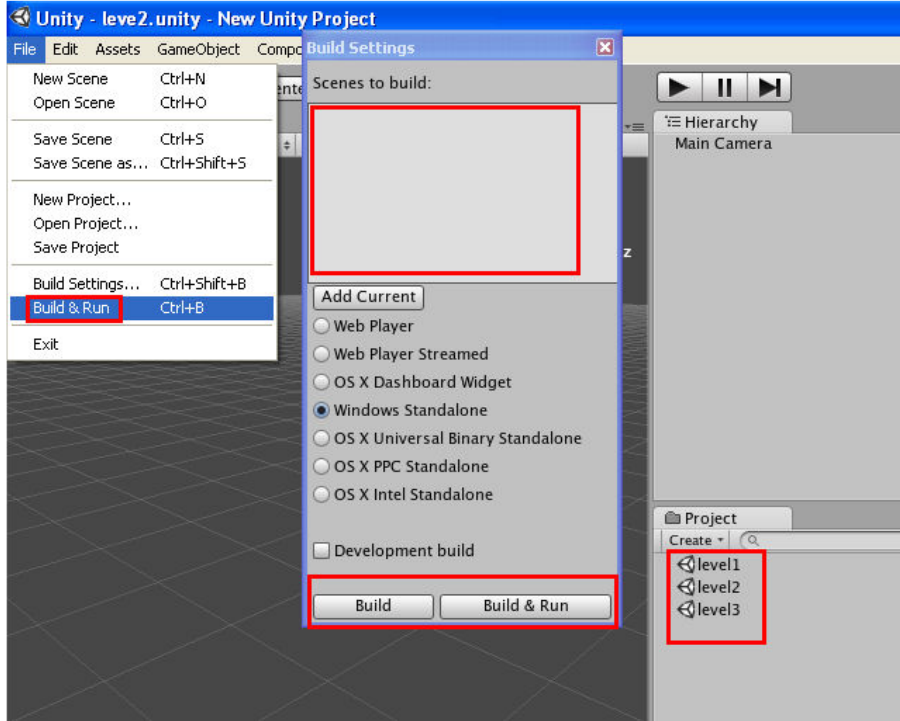 Unity - leve2.unity - New Unity Project
File Edit Assets GameObject Compo
Build Settings
New Scene Ctrl+N
Open Scene Ctrl+O
Save Scene Ctrl+S
Save Scene as... Ctrl+Shift+S
New Project...
Open Project...
Save Project
Build Settings... Ctrl+Shift+B
Build & Run Ctrl+B
Exit
Scenes to build:
Add Current
Web Player
Web Player Streamed
OS X Dashboard Widget
Windows Standalone
OS X Universal Binary Standalone
OS X PPC Standalone
OS X Intel Standalone
Development build
Build Build & Run
z
Hierarchy
Main Camera
Project
Create
level1
level2
level3